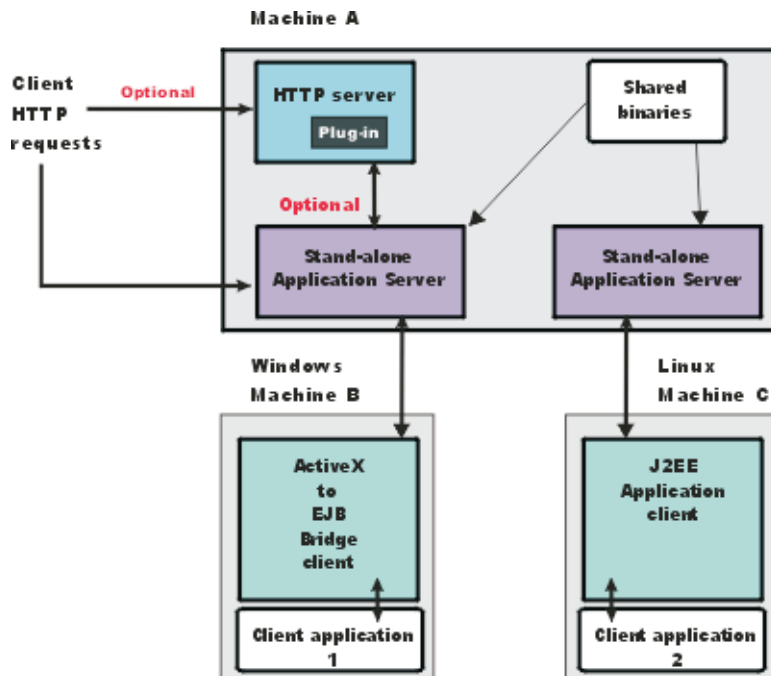 Machine A
Client
HTTP
requests
Optional
HTTP server
Plug-in
Shared
binaries
Optional
Stand-alone
Application Server
Stand-alone
Application Server
Windows
Machine B
Linux
Machine C
ActiveX
to
EJB
Bridge
client
J2EE
Application
client
Client application
1
Client application
2